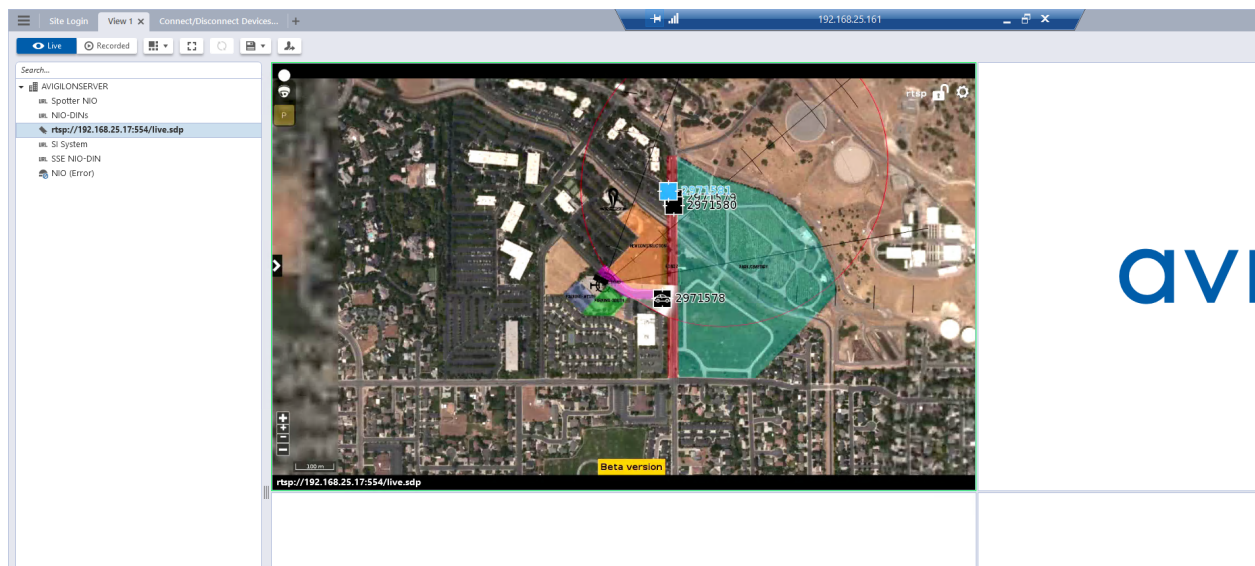 Site Login
View 1 X
Connect/Disconnect Devices...
+
192.168.25.161
Live
Recorded
Search...
AVIGILONSERVER
Spotter NIO
NIO-DINs
rtsp://192.168.25.17:554/live.sdp
SI System
SSE NIO-DIN
NIO (Error)
P
rtsp
2971581
2971580
2971578
100 m
Beta version
rtsp://192.168.25.17:554/live.sdp
avi